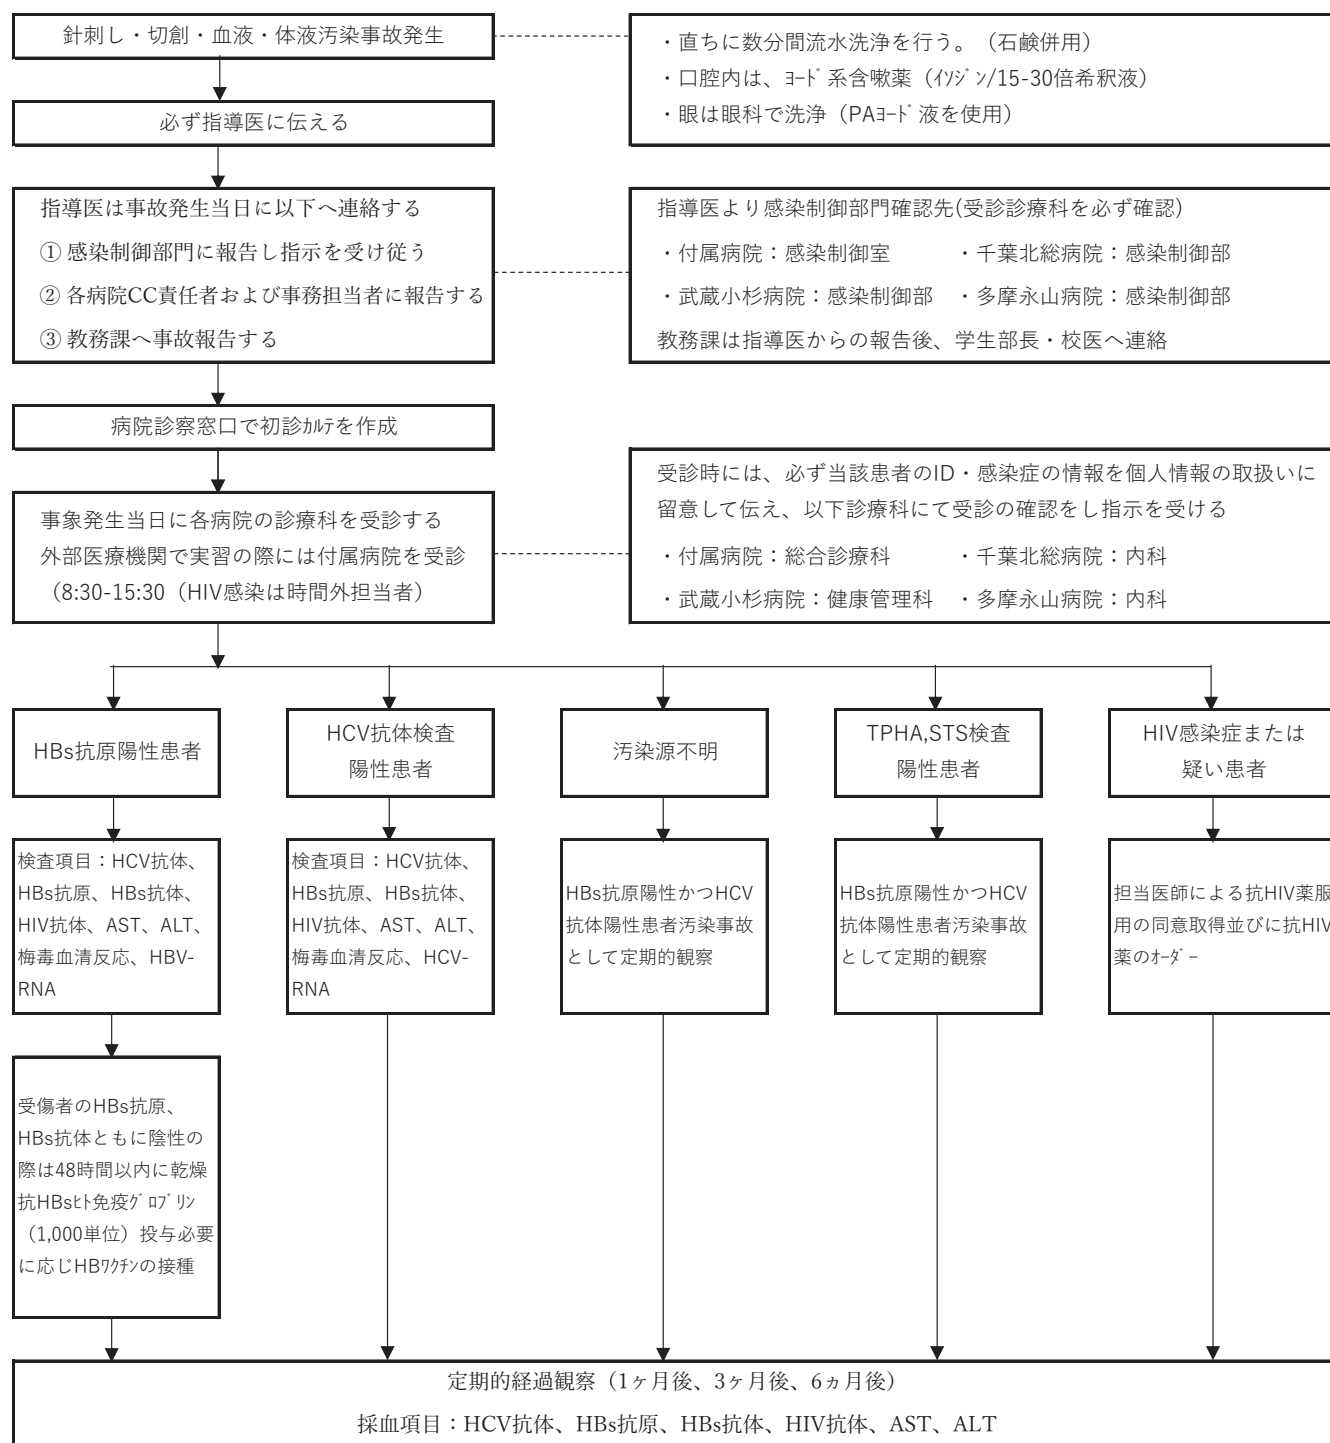 針刺し・切創・血液・体液汚染事故発生
・直ちに数分間流水洗浄を行う。（石鹸併用）
・口腔内は、ﾖｰﾄﾞ系含嗽薬（ｲｿｼﾞﾝ/15-30倍希釈液）
・眼は眼科で洗浄（PAﾖｰﾄﾞ液を使用）
必ず指導医に伝える
指導医は事故発生当日に以下へ連絡する
① 感染制御部門に報告し指示を受け従う
② 各病院CC責任者および事務担当者に報告する
③ 教務課へ事故報告する
指導医より感染制御部門確認先(受診診療科を必ず確認)
・付属病院：感染制御室　・千葉北総病院：感染制御部
・武蔵小杉病院：感染制御部　・多摩永山病院：感染制御部
教務課は指導医からの報告後、学生部長・校医へ連絡
病院診察窓口で初診ｶﾙﾃを作成
事象発生当日に各病院の診療科を受診する
外部医療機関で実習の際には付属病院を受診
（8:30-15:30（HIV感染は時間外担当者）
受診時には、必ず当該患者のID・感染症の情報を個人情報の取扱いに
留意して伝え、以下診療科にて受診の確認をし指示を受ける
・付属病院：総合診療科　・千葉北総病院：内科
・武蔵小杉病院：健康管理科　・多摩永山病院：内科
HBs抗原陽性患者
HCV抗体検査
陽性患者
汚染源不明
TPHA,STS検査
陽性患者
HIV感染症または
疑い患者
検査項目：HCV抗体、
HBs抗原、HBs抗体、
HIV抗体、AST、ALT、
梅毒血清反応、HBV-
RNA
検査項目：HCV抗体、
HBs抗原、HBs抗体、
HIV抗体、AST、ALT、
梅毒血清反応、HCV-
RNA
HBs抗原陽性かつHCV
抗体陽性患者汚染事故
として定期的観察
HBs抗原陽性かつHCV
抗体陽性患者汚染事故
として定期的観察
担当医師による抗HIV薬服
用の同意取得並びに抗HIV
薬のｵｰﾀﾞｰ
受傷者のHBs抗原、
HBs抗体ともに陰性の
際は48時間以内に乾燥
抗HBsﾋﾄ免疫ｸﾞﾛﾌﾞﾘﾝ
（1,000単位）投与必要
に応じHBﾜｸﾁﾝの接種
定期的経過観察（1ヶ月後、3ヶ月後、6ヵ月後）
採血項目：HCV抗体、HBs抗原、HBs抗体、HIV抗体、AST、ALT